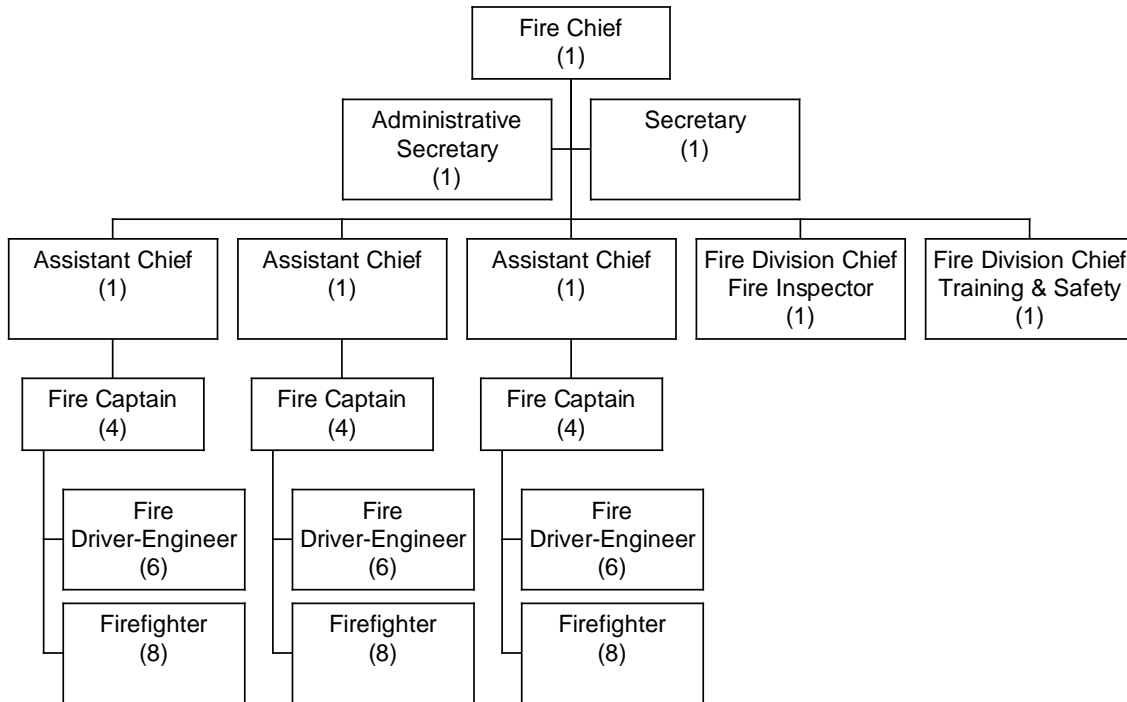 Fire Chief
(1)
Administrative
Secretary
(1)
Secretary
(1)
Assistant Chief
(1)
Assistant Chief
(1)
Assistant Chief
(1)
Fire Division Chief
Fire Inspector
(1)
Fire Division Chief
Training & Safety
(1)
Fire Captain
(4)
Fire Captain
(4)
Fire Captain
(4)
Fire
Driver-Engineer
(6)
Fire
Driver-Engineer
(6)
Fire
Driver-Engineer
(6)
Firefighter
(8)
Firefighter
(8)
Firefighter
(8)